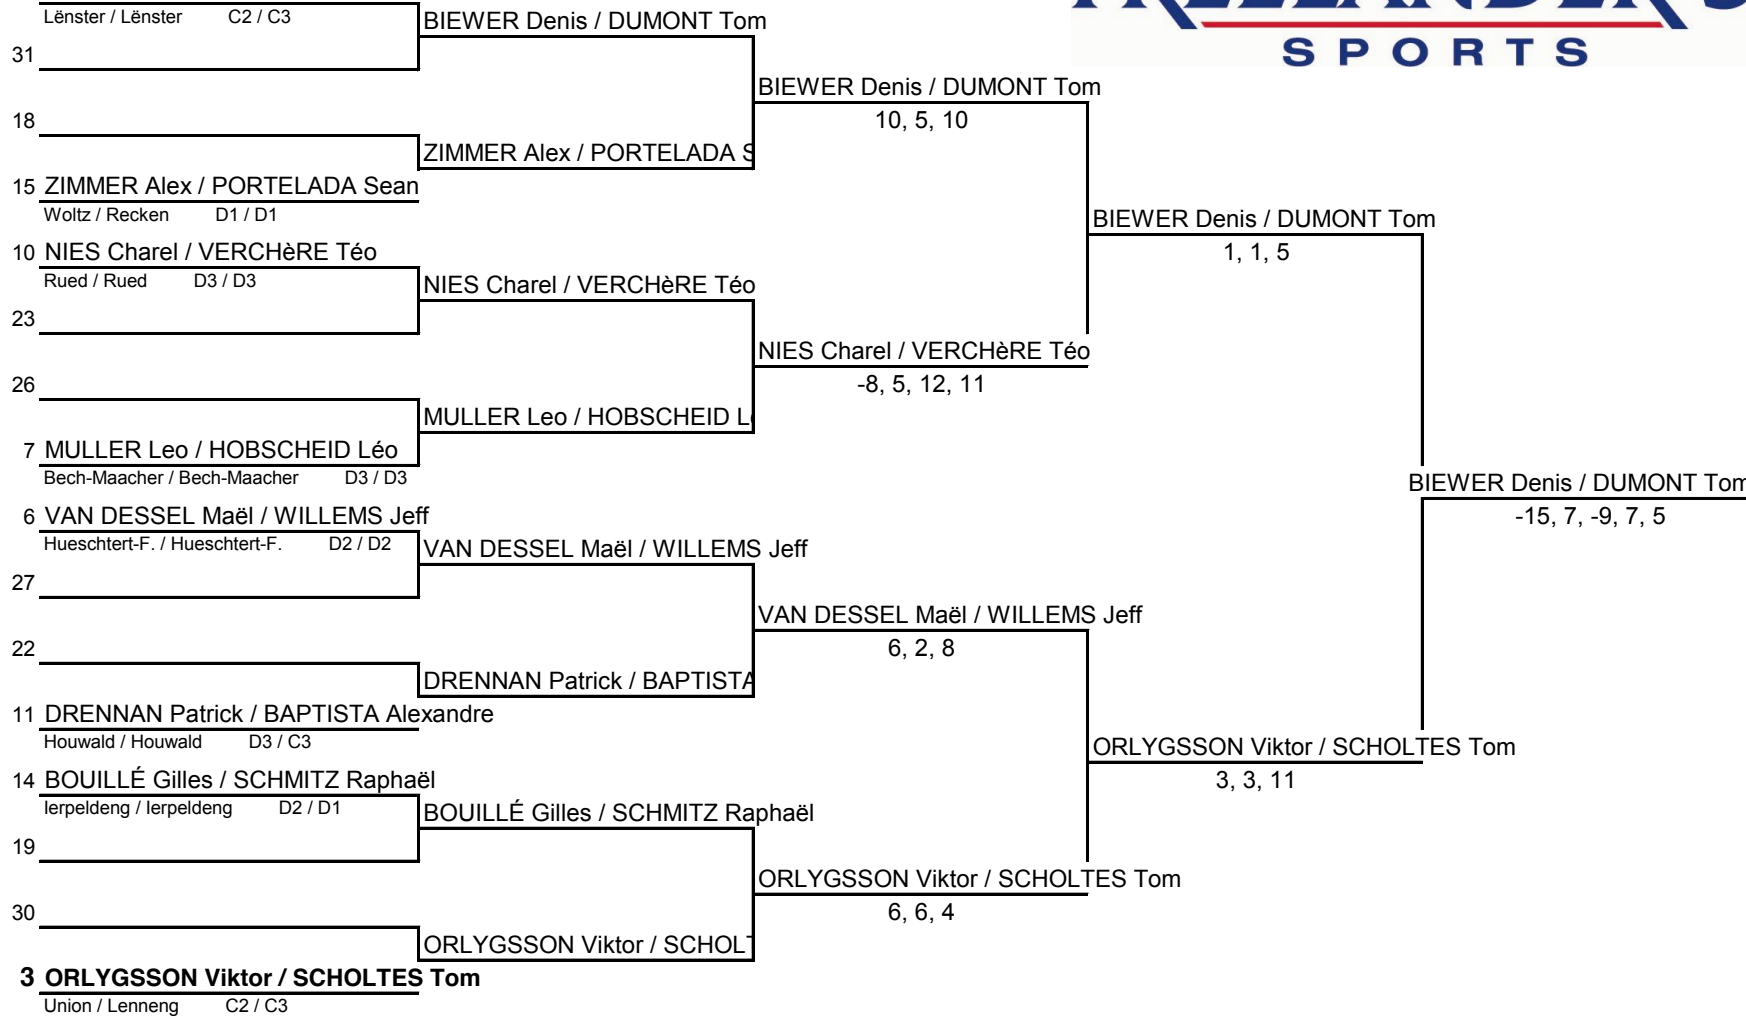 Lënster / Lënster C2 / C3
BIEWER Denis / DUMONT Tom
31
SPORTS
BIEWER Denis / DUMONT Tom
18
10, 5, 10
ZIMMER Alex / PORTELADA S
15 ZIMMER Alex / PORTELADA Sean
Woltz / Recken D1 / D1
BIEWER Denis / DUMONT Tom
10 NIES Charel / VERCHèRE Téo
1, 1, 5
Rued / Rued D3 / D3
NIES Charel / VERCHèRE Téo
23
NIES Charel / VERCHèRE Téo
26
-8, 5, 12, 11
MULLER Leo / HOBSCHEID L
7 MULLER Leo / HOBSCHEID Léo
Bech-Maacher / Bech-Maacher D3 / D3
BIEWER Denis / DUMONT Tom
6 VAN DESSEL Maël / WILLEMS Jeff
-15, 7, -9, 7, 5
Hueschtert-F. / Hueschtert-F. D2 / D2
VAN DESSEL Maël / WILLEMS Jeff
27
VAN DESSEL Maël / WILLEMS Jeff
22
6, 2, 8
DRENNAN Patrick / BAPTISTA
11 DRENNAN Patrick / BAPTISTA Alexandre
Houwald / Houwald D3 / C3
ORLYGSSON Viktor / SCHOLTES Tom
14 BOUILLÉ Gilles / SCHMITZ Raphaël
3, 3, 11
Ierpeldeng / Ierpeldeng D2 / D1
BOUILLÉ Gilles / SCHMITZ Raphaël
19
ORLYGSSON Viktor / SCHOLTES Tom
30
6, 6, 4
ORLYGSSON Viktor / SCHOLT
3 ORLYGSSON Viktor / SCHOLTES Tom
Union / Lenneng C2 / C3